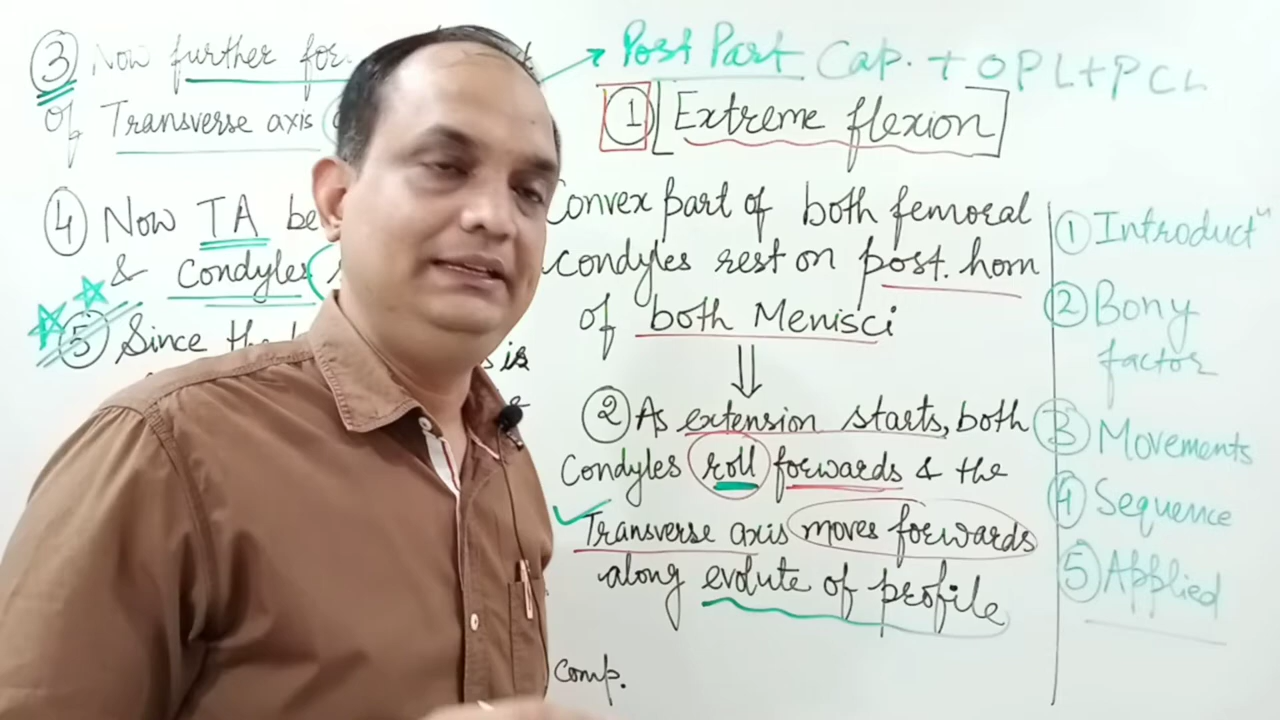 ③ Now further for
of Transverse axis
④ Now TA be
& Condyles
⑤ Since the
is
Post Part Cap. + OPL + PCL
① Extreme flexion
Convex part of both femoral
condyles rest on post. horn
of both Menisci
② As extension starts, both
Condyles roll forwards & the
Transverse axis moves forwards
along evolute of profile
comp.
① Introductⁿ
② Bony
factor
③ Movements
④ Sequence
⑤ Applied